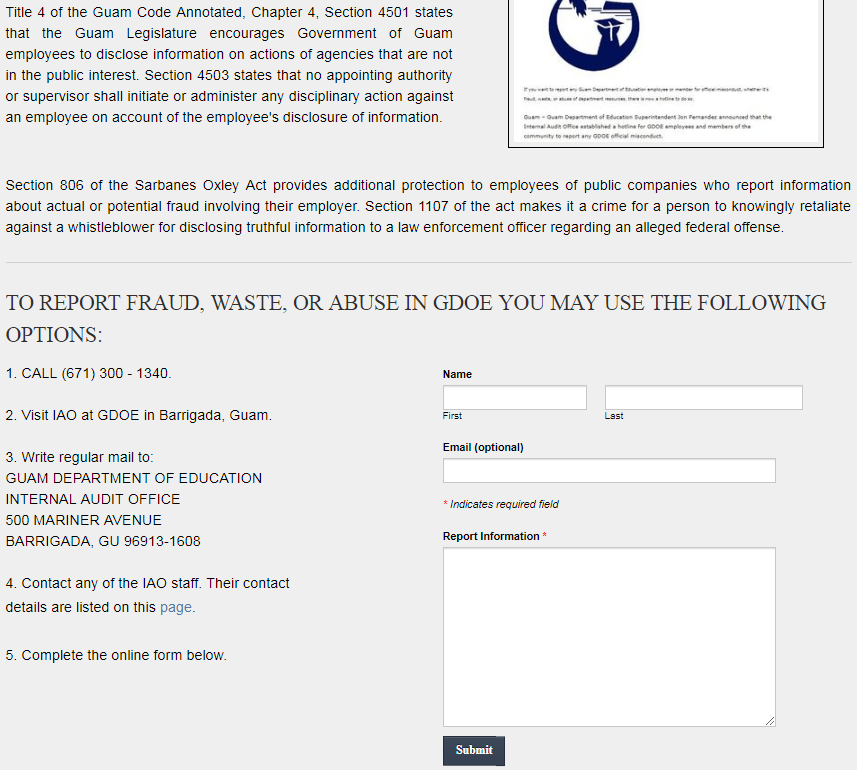 Title 4 of the Guam Code Annotated, Chapter 4, Section 4501 states
that the Guam Legislature encourages Government of Guam
employees to disclose information on actions of agencies that are not
in the public interest. Section 4503 states that no appointing authority
or supervisor shall initiate or administer any disciplinary action against
an employee on account of the employee's disclosure of information.
If you want to report any Guam Department of Education employee or member for official misconduct, whether it's
fraud, waste, or abuse of department resources, there is now a hotline to do so.
Guam – Guam Department of Education Superintendent Jon Fernandez announced that the
Internal Audit Office established a hotline for GDOE employees and members of the
community to report any GDOE official misconduct.
Section 806 of the Sarbanes Oxley Act provides additional protection to employees of public companies who report information
about actual or potential fraud involving their employer. Section 1107 of the act makes it a crime for a person to knowingly retaliate
against a whistleblower for disclosing truthful information to a law enforcement officer regarding an alleged federal offense.
TO REPORT FRAUD, WASTE, OR ABUSE IN GDOE YOU MAY USE THE FOLLOWING
OPTIONS:
1. CALL (671) 300 - 1340.
2. Visit IAO at GDOE in Barrigada, Guam.
3. Write regular mail to:
GUAM DEPARTMENT OF EDUCATION
INTERNAL AUDIT OFFICE
500 MARINER AVENUE
BARRIGADA, GU 96913-1608
4. Contact any of the IAO staff. Their contact
details are listed on this page.
5. Complete the online form below.
Name
First Last
Email (optional)
* Indicates required field
Report Information *
Submit